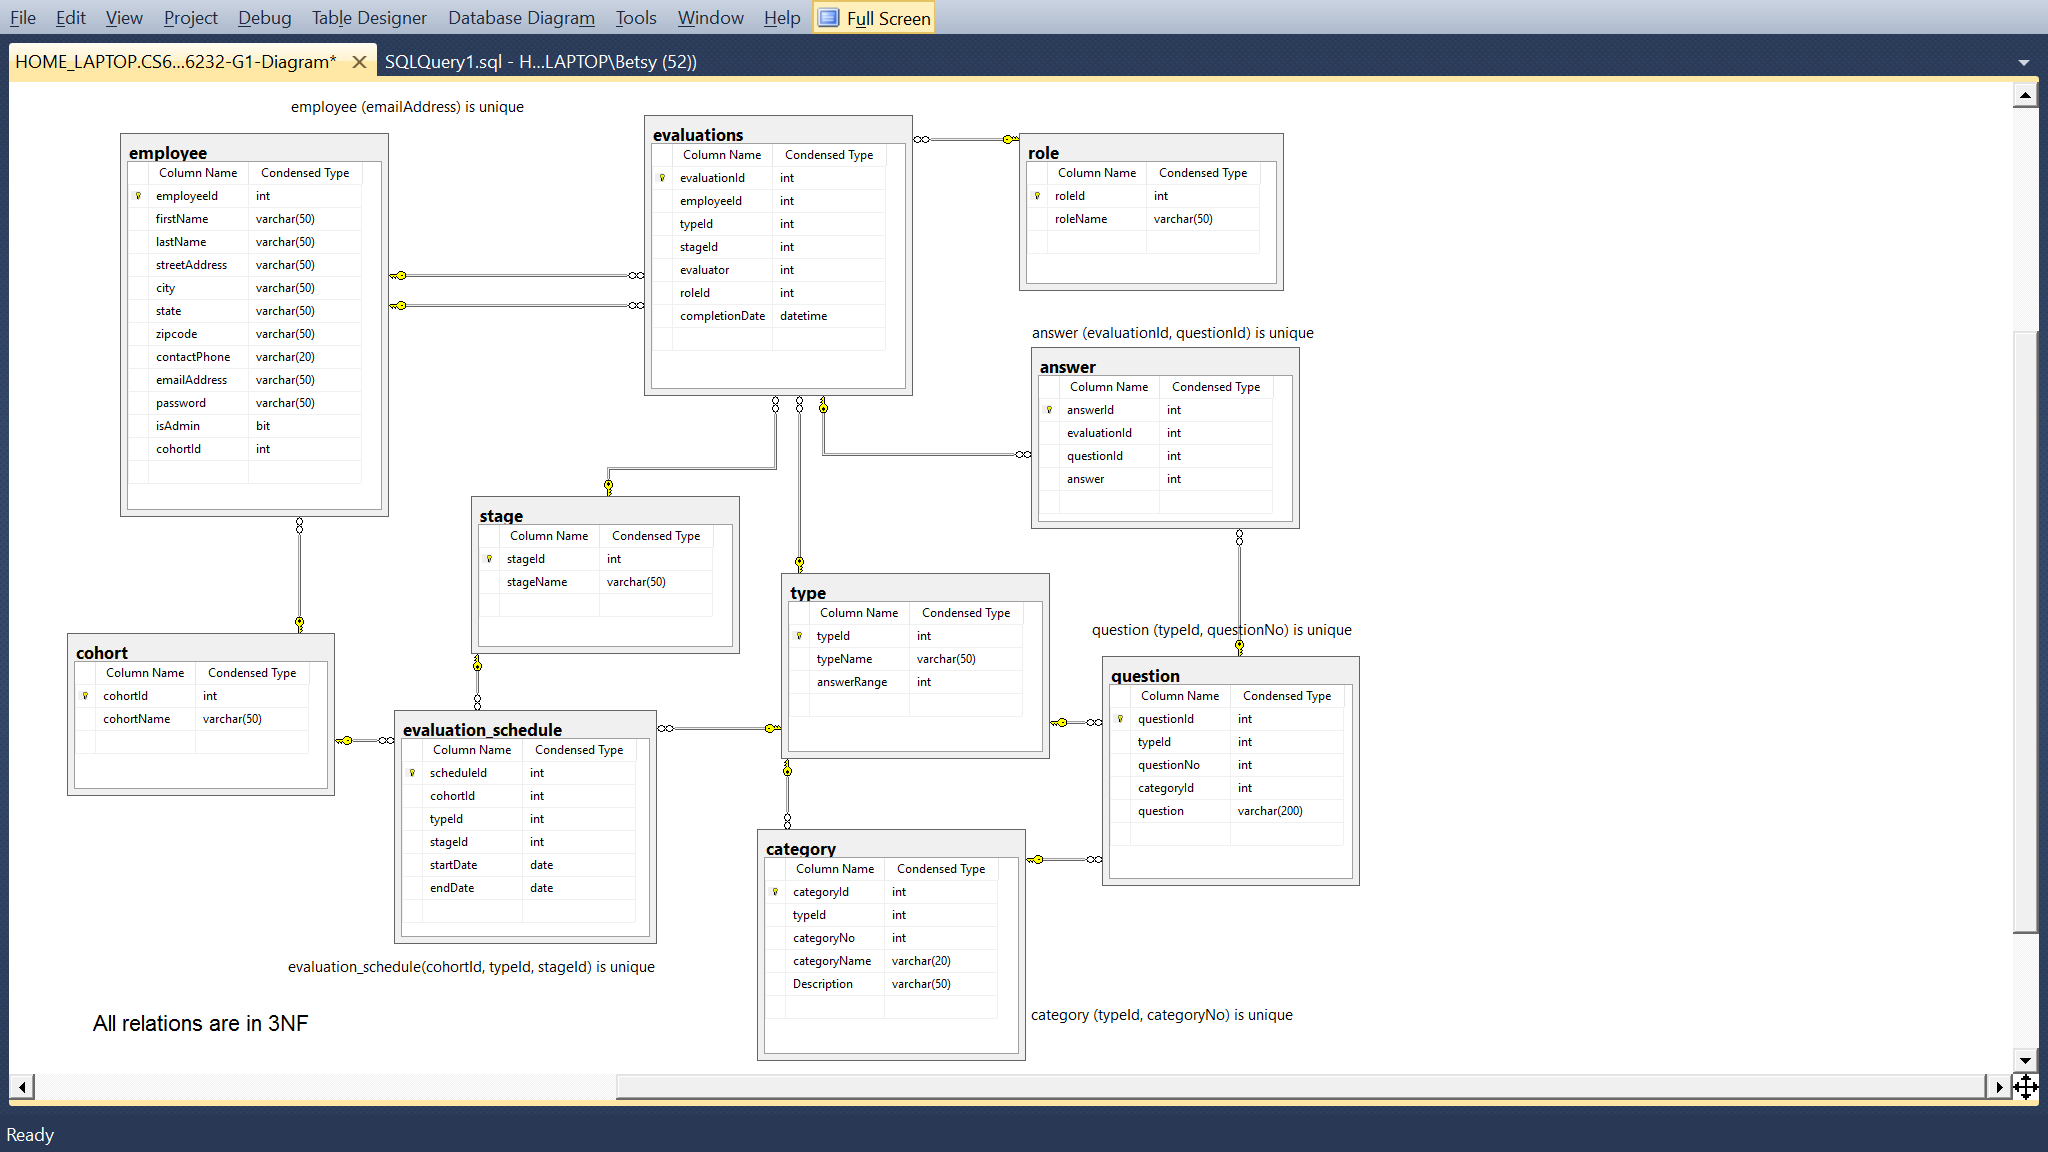 File Edit View Project Debug Table Designer Database Diagram Tools Window Help Full Screen
HOME_LAPTOP.CS6...6232-G1-Diagram* SQLQuery1.sql - H...LAPTOP\Betsy (52))
employee (emailAddress) is unique
employee
Column Name Condensed Type
employeeId int
firstName varchar(50)
lastName varchar(50)
streetAddress varchar(50)
city varchar(50)
state varchar(50)
zipcode varchar(50)
contactPhone varchar(20)
emailAddress varchar(50)
password varchar(50)
isAdmin bit
cohortId int
evaluations
Column Name Condensed Type
evaluationId int
employeeId int
typeId int
stageId int
evaluator int
roleId int
completionDate datetime
role
Column Name Condensed Type
roleId int
roleName varchar(50)
answer (evaluationId, questionId) is unique
answer
Column Name Condensed Type
answerId int
evaluationId int
questionId int
answer int
stage
Column Name Condensed Type
stageId int
stageName varchar(50)
type
Column Name Condensed Type
typeId int
typeName varchar(50)
answerRange int
question (typeId, questionNo) is unique
question
Column Name Condensed Type
questionId int
typeId int
questionNo int
categoryId int
question varchar(200)
cohort
Column Name Condensed Type
cohortId int
cohortName varchar(50)
evaluation_schedule
Column Name Condensed Type
scheduleId int
cohortId int
typeId int
stageId int
startDate date
endDate date
evaluation_schedule(cohortId, typeId, stageId) is unique
category
Column Name Condensed Type
categoryId int
typeId int
categoryNo int
categoryName varchar(20)
Description varchar(50)
category (typeId, categoryNo) is unique
All relations are in 3NF
Ready